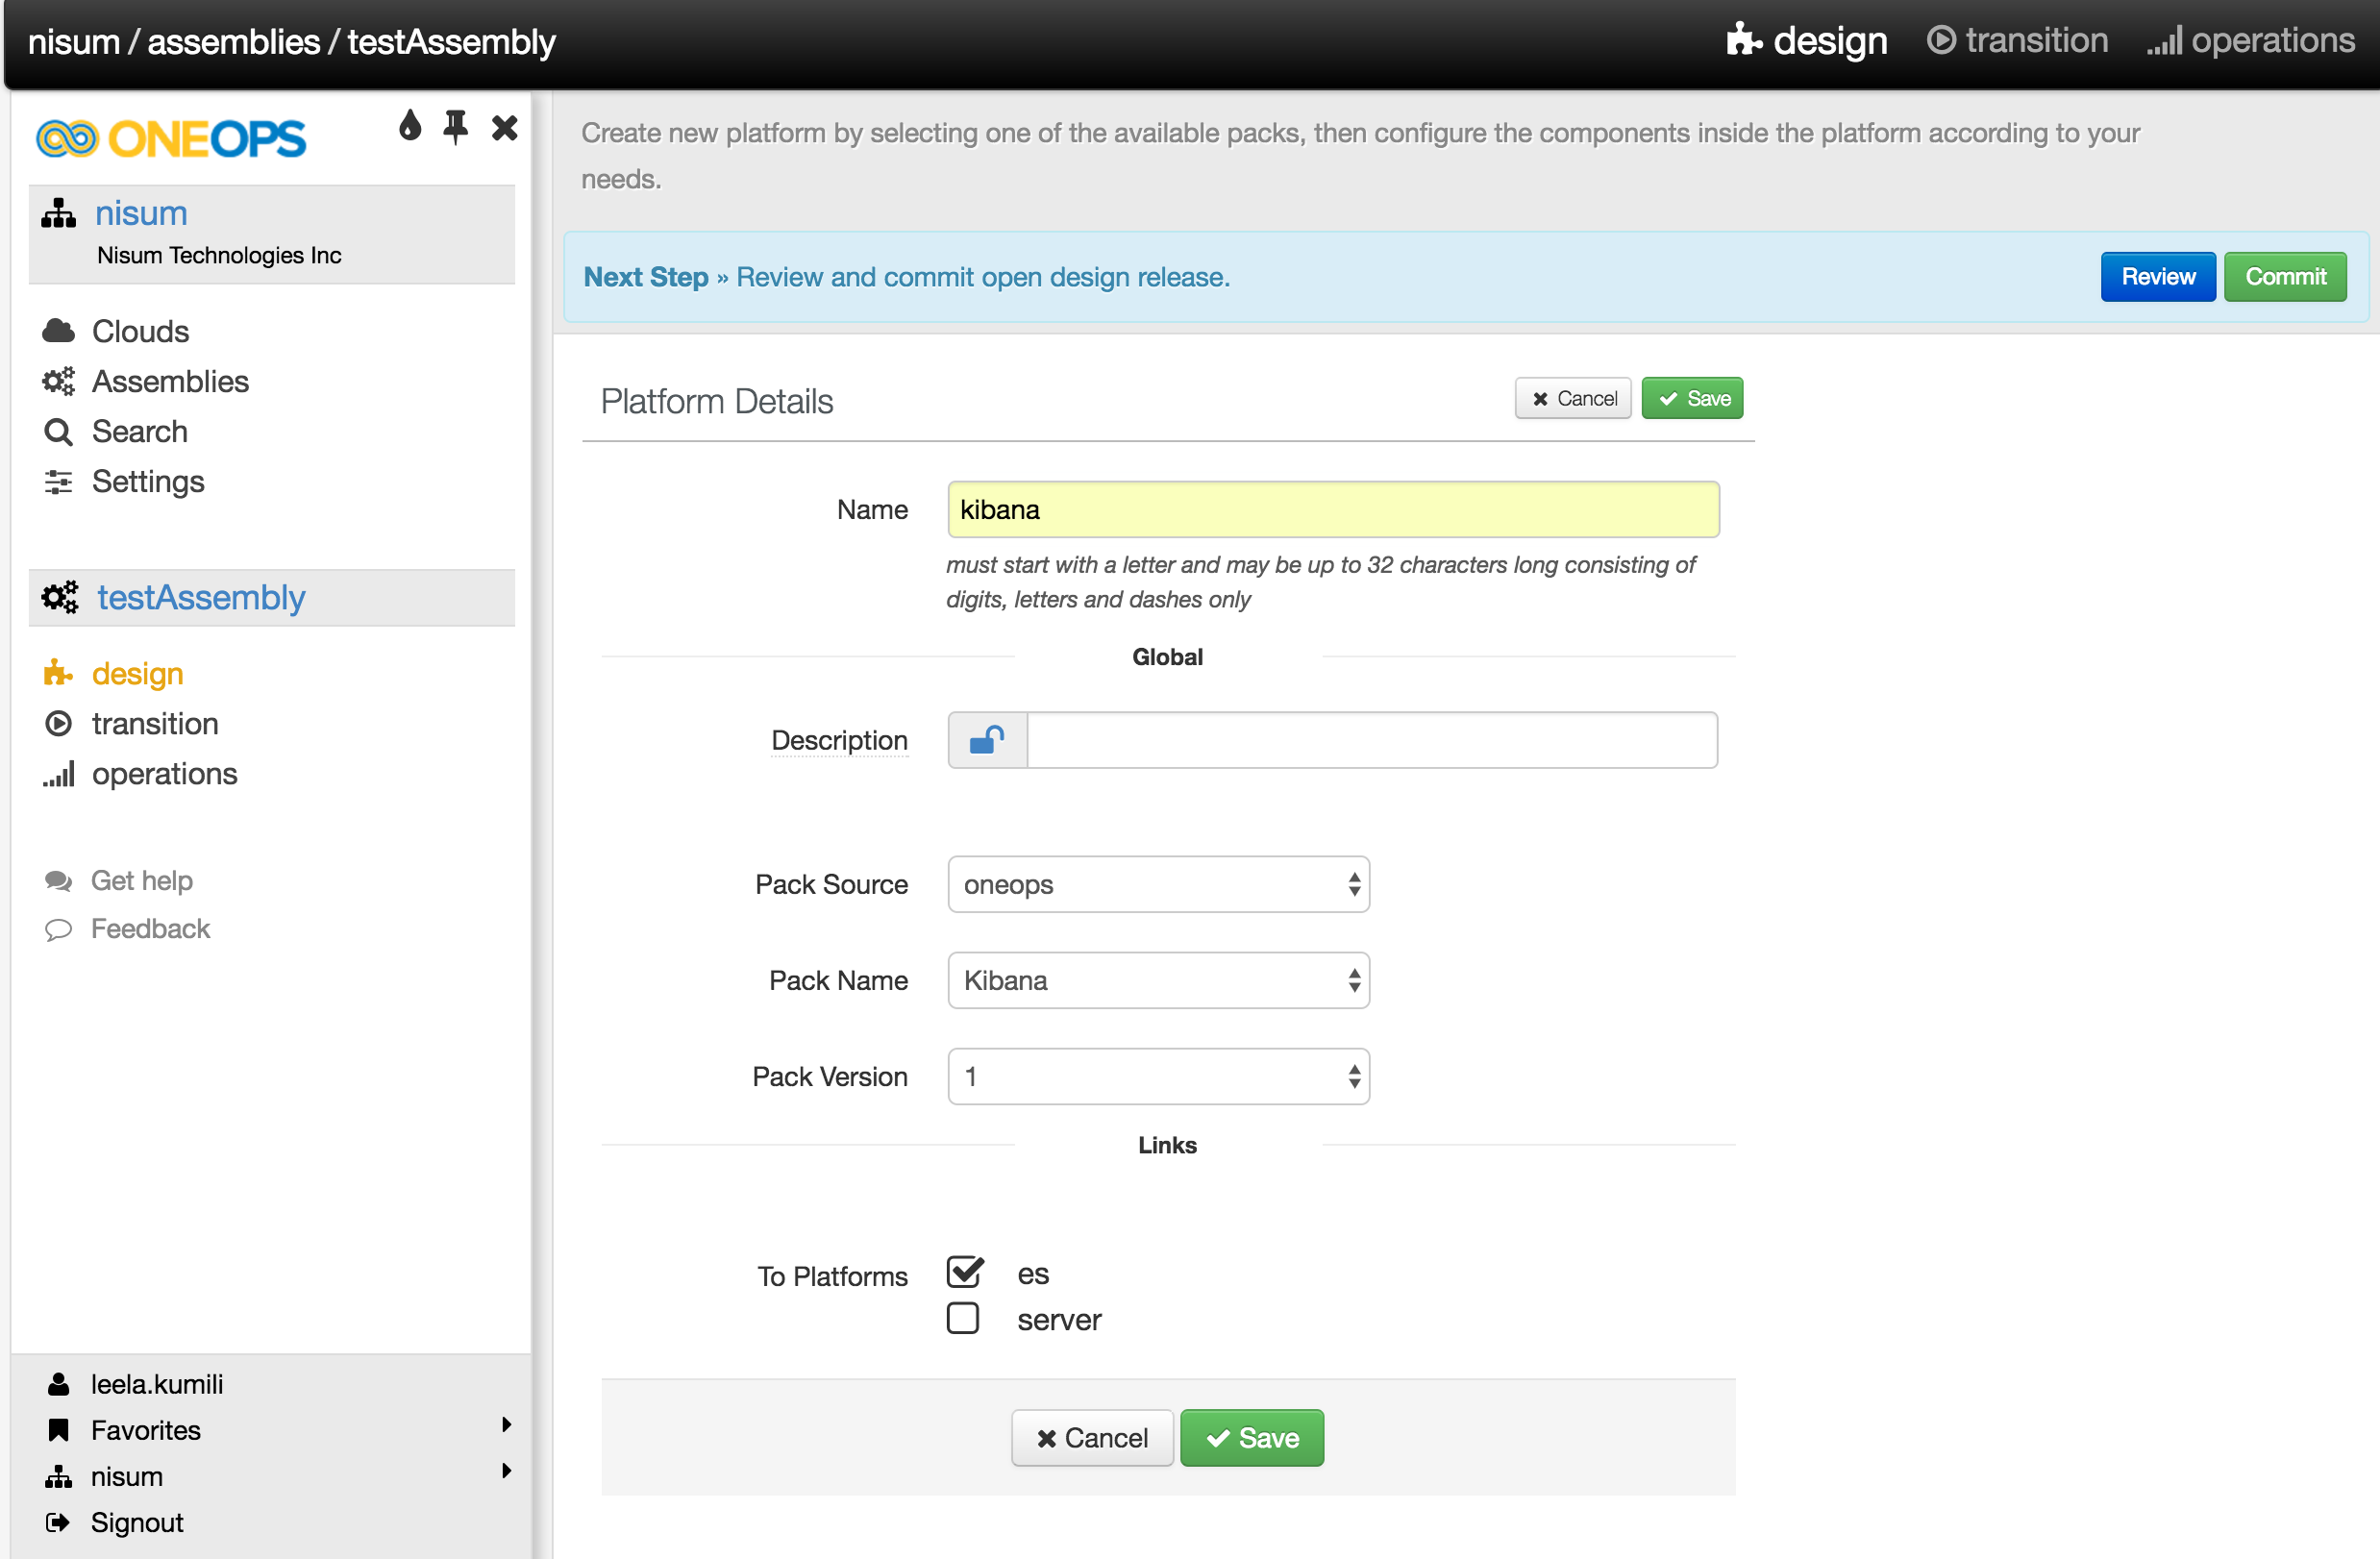 nisum / assemblies / testAssembly
design
transition
operations
ONEOPS
nisum
Nisum Technologies Inc
Clouds
Assemblies
Search
Settings
testAssembly
design
transition
operations
Get help
Feedback
leela.kumili
Favorites
nisum
Signout
Create new platform by selecting one of the available packs, then configure the components inside the platform according to your
needs.
Next Step » Review and commit open design release.
Review
Commit
Platform Details
Cancel
Save
Name
kibana
must start with a letter and may be up to 32 characters long consisting of
digits, letters and dashes only
Global
Description
Pack Source
oneops
Pack Name
Kibana
Pack Version
1
Links
To Platforms
es
server
Cancel
Save